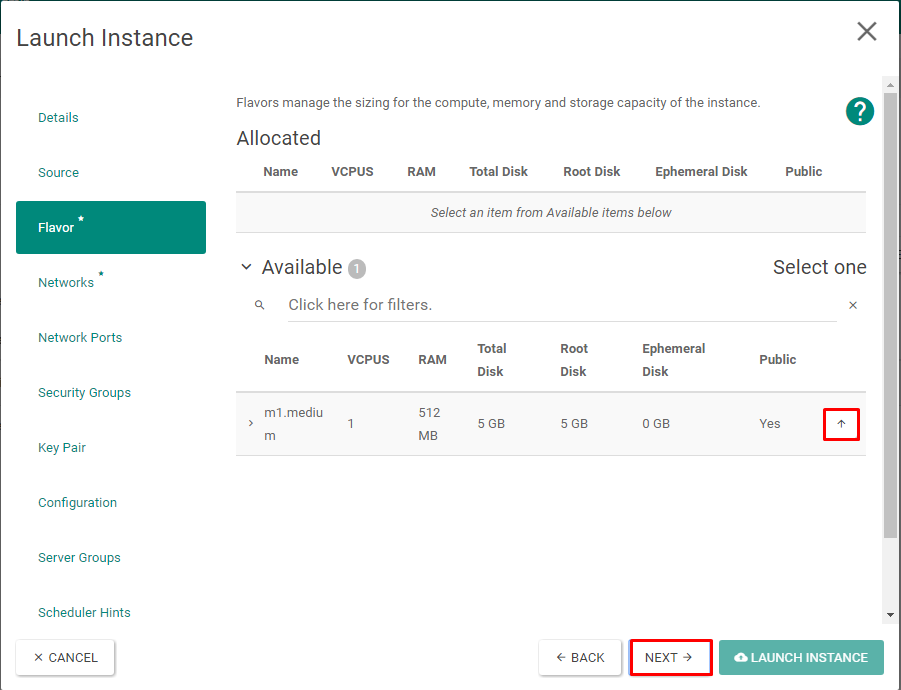 Launch Instance
Details
Source
Flavor *
Networks *
Network Ports
Security Groups
Key Pair
Configuration
Server Groups
Scheduler Hints
Flavors manage the sizing for the compute, memory and storage capacity of the instance.
?
Allocated
Name VCPUS RAM Total Disk Root Disk Ephemeral Disk Public
Select an item from Available items below
Available 1 Select one
Click here for filters.
Name VCPUS RAM Total Disk Root Disk Ephemeral Disk Public
m1.medium 1 512 MB 5 GB 5 GB 0 GB Yes
CANCEL BACK NEXT LAUNCH INSTANCE